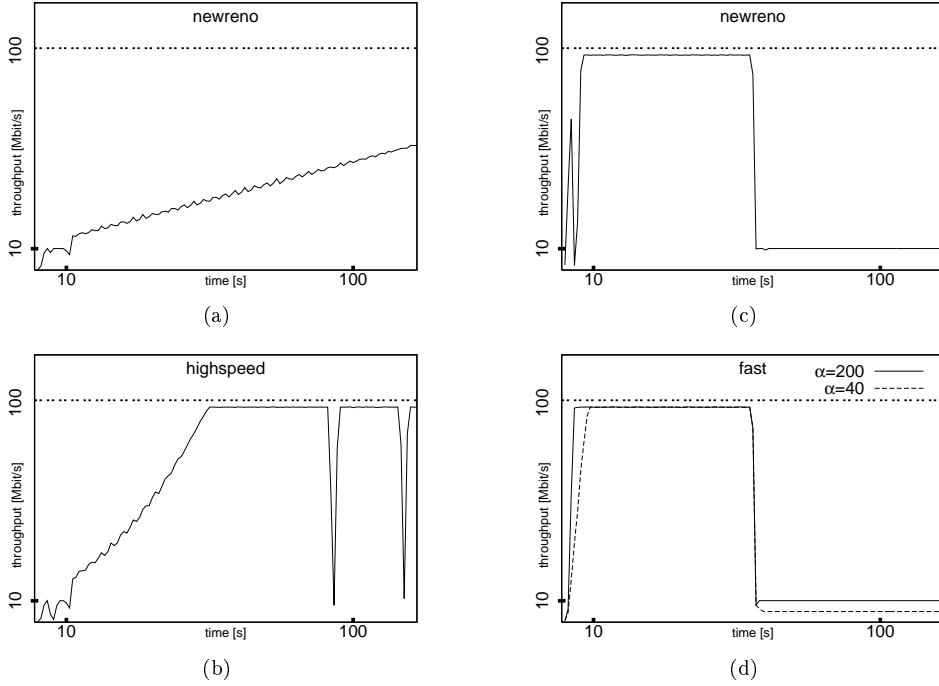 newreno
100
throughput [Mbit/s]
10
10
time [s]
100
(a)
newreno
100
throughput [Mbit/s]
10
10
time [s]
100
(c)
highspeed
100
throughput [Mbit/s]
10
10
time [s]
100
(b)
fast
α=200
α=40
100
throughput [Mbit/s]
10
10
time [s]
100
(d)